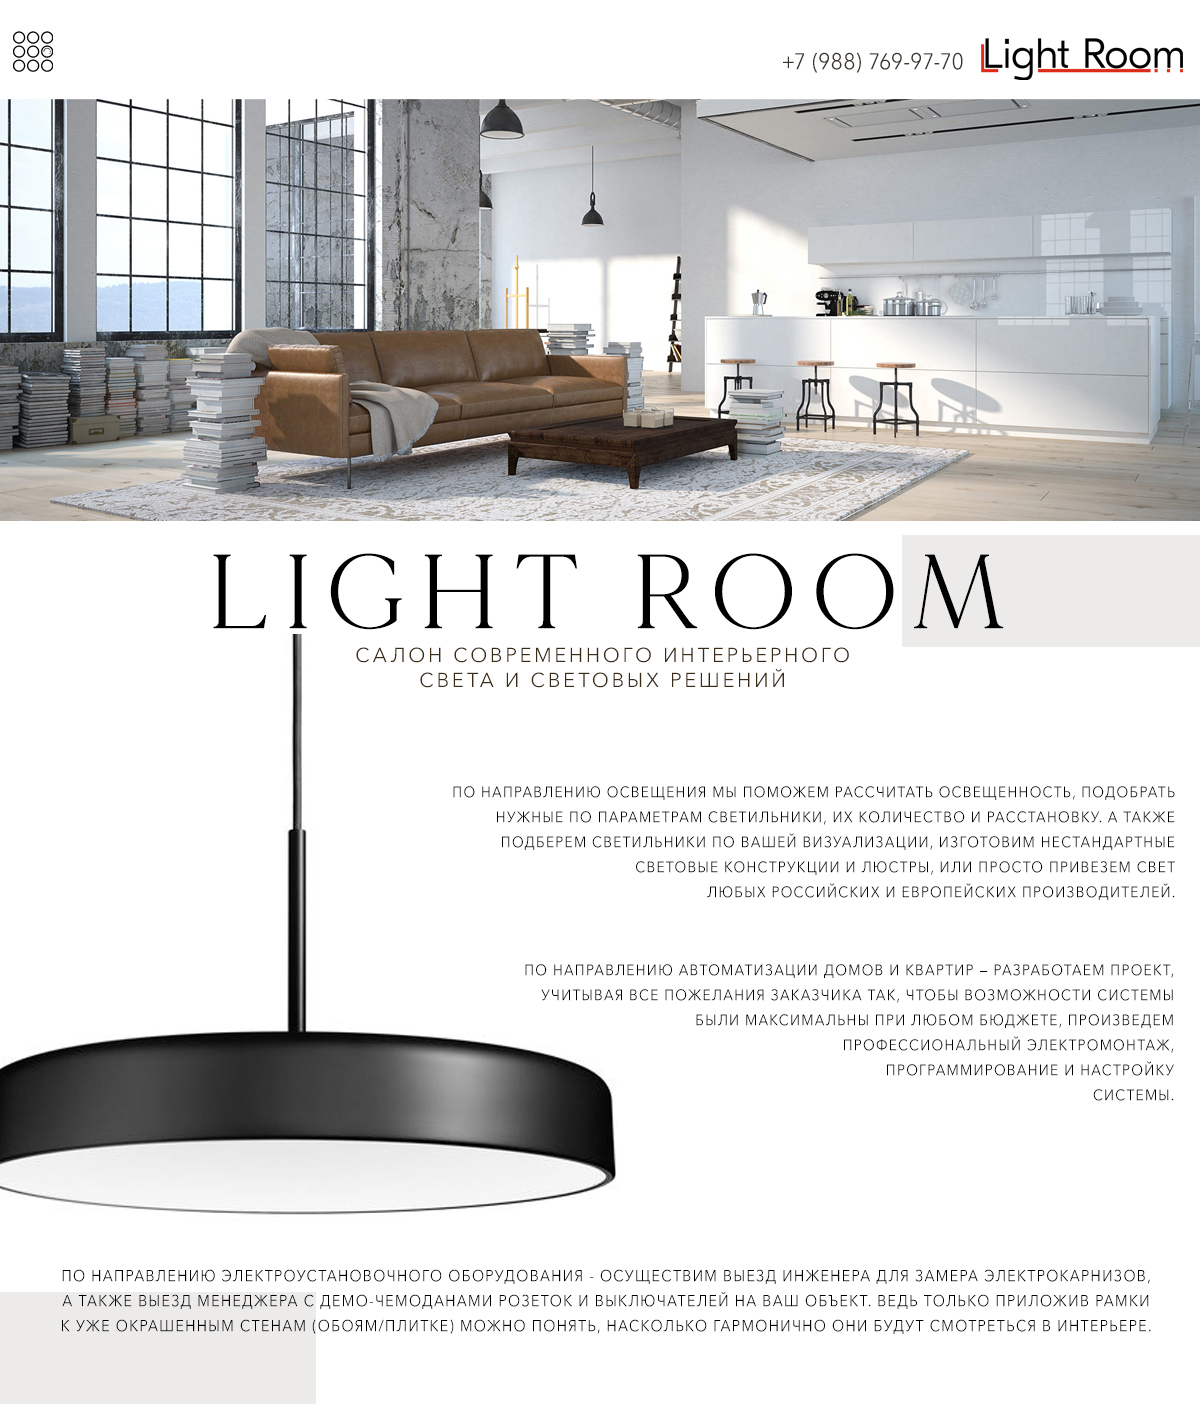 +7 (988) 769-97-70
Light Room
LIGHT ROOM
САЛОН СОВРЕМЕННОГО ИНТЕРЬЕРНОГО
СВЕТА И СВЕТОВЫХ РЕШЕНИЙ
ПО НАПРАВЛЕНИЮ ОСВЕЩЕНИЯ МЫ ПОМОЖЕМ РАССЧИТАТЬ ОСВЕЩЕННОСТЬ, ПОДОБРАТЬ
НУЖНЫЕ ПО ПАРАМЕТРАМ СВЕТИЛЬНИКИ, ИХ КОЛИЧЕСТВО И РАССТАНОВКУ. А ТАКЖЕ
ПОДБЕРЕМ СВЕТИЛЬНИКИ ПО ВАШЕЙ ВИЗУАЛИЗАЦИИ, ИЗГОТОВИМ НЕСТАНДАРТНЫЕ
СВЕТОВЫЕ КОНСТРУКЦИИ И ЛЮСТРЫ, ИЛИ ПРОСТО ПРИВЕЗЕМ СВЕТ
ЛЮБЫХ РОССИЙСКИХ И ЕВРОПЕЙСКИХ ПРОИЗВОДИТЕЛЕЙ.
ПО НАПРАВЛЕНИЮ АВТОМАТИЗАЦИИ ДОМОВ И КВАРТИР – РАЗРАБОТАЕМ ПРОЕКТ,
УЧИТЫВАЯ ВСЕ ПОЖЕЛАНИЯ ЗАКАЗЧИКА ТАК, ЧТОБЫ ВОЗМОЖНОСТИ СИСТЕМЫ
БЫЛИ МАКСИМАЛЬНЫ ПРИ ЛЮБОМ БЮДЖЕТЕ, ПРОИЗВЕДЕМ
ПРОФЕССИОНАЛЬНЫЙ ЭЛЕКТРОМОНТАЖ,
ПРОГРАММИРОВАНИЕ И НАСТРОЙКУ
СИСТЕМЫ.
ПО НАПРАВЛЕНИЮ ЭЛЕКТРОУСТАНОВОЧНОГО ОБОРУДОВАНИЯ - ОСУЩЕСТВИМ ВЫЕЗД ИНЖЕНЕРА ДЛЯ ЗАМЕРА ЭЛЕКТРОКАРНИЗОВ,
А ТАКЖЕ ВЫЕЗД МЕНЕДЖЕРА С ДЕМО-ЧЕМОДАНАМИ РОЗЕТОК И ВЫКЛЮЧАТЕЛЕЙ НА ВАШ ОБЪЕКТ. ВЕДЬ ТОЛЬКО ПРИЛОЖИВ РАМКИ
К УЖЕ ОКРАШЕННЫМ СТЕНАМ (ОБОЯМ/ПЛИТКЕ) МОЖНО ПОНЯТЬ, НАСКОЛЬКО ГАРМОНИЧНО ОНИ БУДУТ СМОТРЕТЬСЯ В ИНТЕРЬЕРЕ.